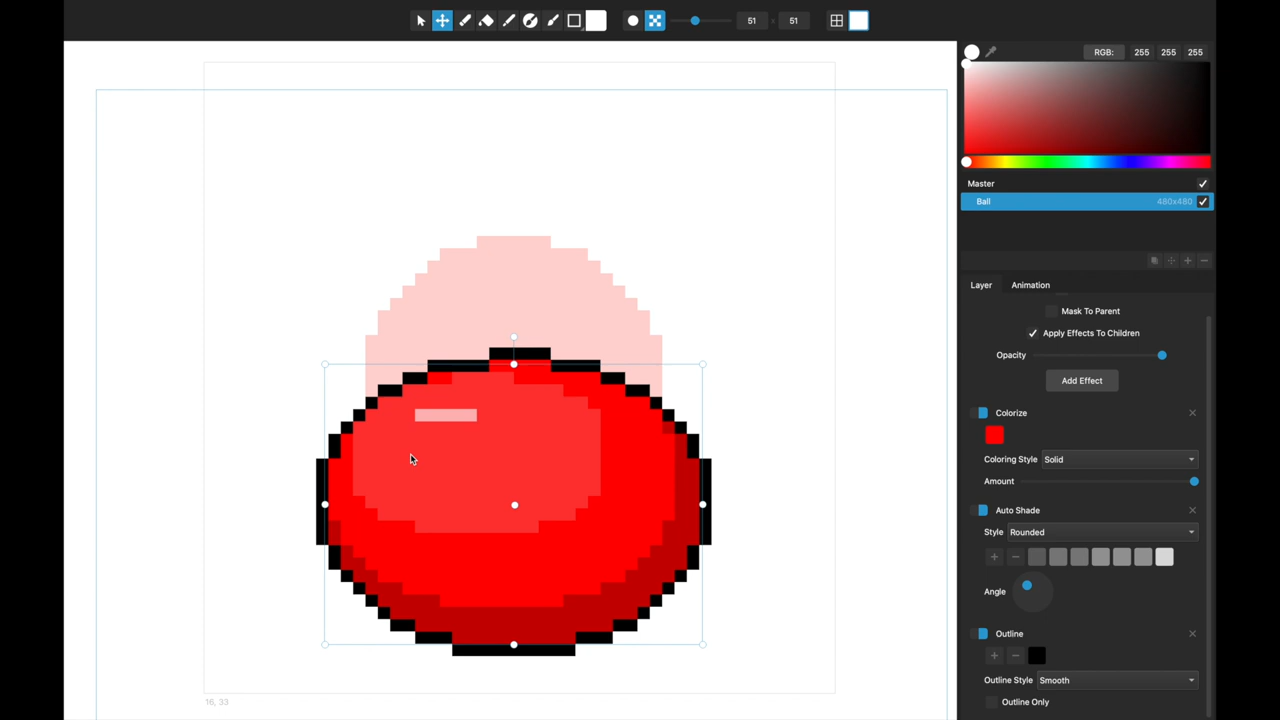 51 x 51
RGB: 255 255 255
Master
Ball 480x480
Layer Animation
Mask To Parent
Apply Effects To Children
Opacity
Add Effect
Colorize
Coloring Style Solid
Amount
Auto Shade
Style Rounded
Angle
Outline
Outline Style Smooth
Outline Only
16, 33